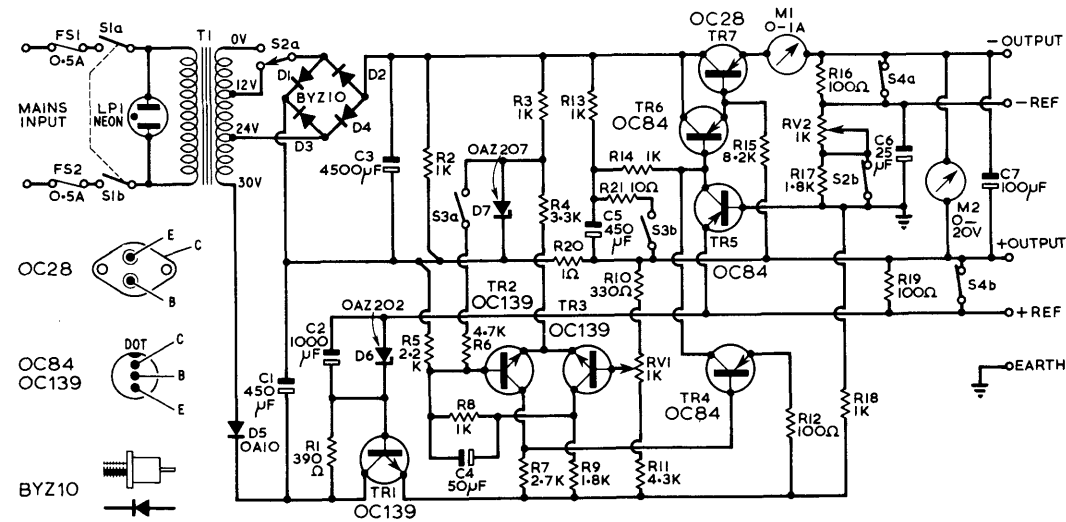 FS1
0·5A
S1a
T1
0V
S2a
12V
24V
30V
MAINS
INPUT
LP1
NEON
FS2
0·5A
S1b
D1
D2
BYZ10
D3
D4
C3
4500µF
R2
1K
R3
1K
R13
1K
OAZ207
S3a
D7
R4
3·3K
R14 1K
R21 10Ω
C5
450
µF
S3b
R20
1Ω
R10
330Ω
OC28
TR7
TR6
OC84
R15
8·2K
TR5
OC84
M1
0-1A
R16
100Ω
S4a
RV2
1K
R17
1·8K
S2b
C6
25
µF
M2
0-
20V
C7
100µF
-OUTPUT
-REF
+OUTPUT
R19
100Ω
S4b
+REF
EARTH
OC28
E
C
B
OC84
OC139
DOT
C
B
E
BYZ10
D5
OA10
C1
450
µF
C2
1000
µF
OAZ202
D6
R1
390
Ω
TR1
OC139
R5
2·2
K
4·7K
R6
TR2
OC139
TR3
OC139
R8
1K
C4
50µF
R7
2·7K
R9
1·8K
RV1
1K
R11
4·3K
TR4
OC84
R12
100Ω
R18
1K